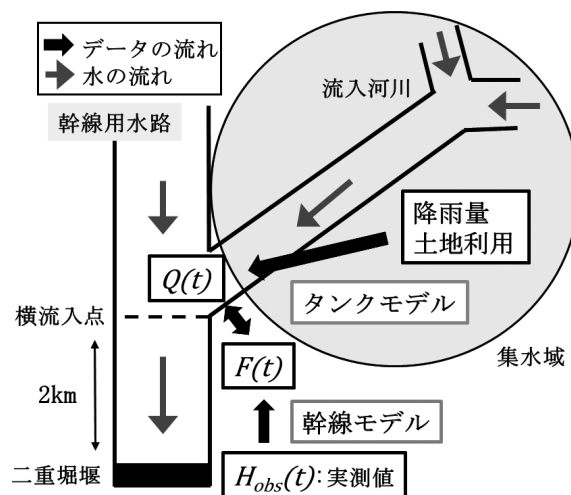 データの流れ
水の流れ
幹線用水路
流入河川
降雨量
土地利用
Q(t)
タンクモデル
横流入点
集水域
F(t)
2km
幹線モデル
二重堀堰
H_obs(t):実測値